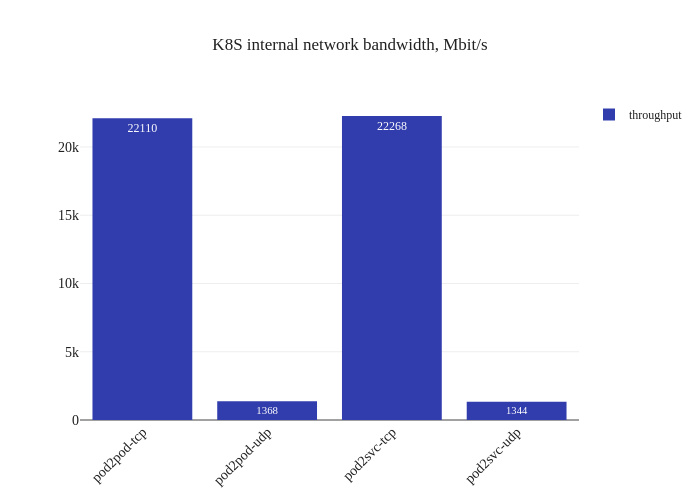 K8S internal network bandwidth, Mbit/s
throughput
22110
22268
20k
15k
10k
5k
1368
1344
0
pod2pod-tcp
pod2pod-udp
pod2svc-tcp
pod2svc-udp